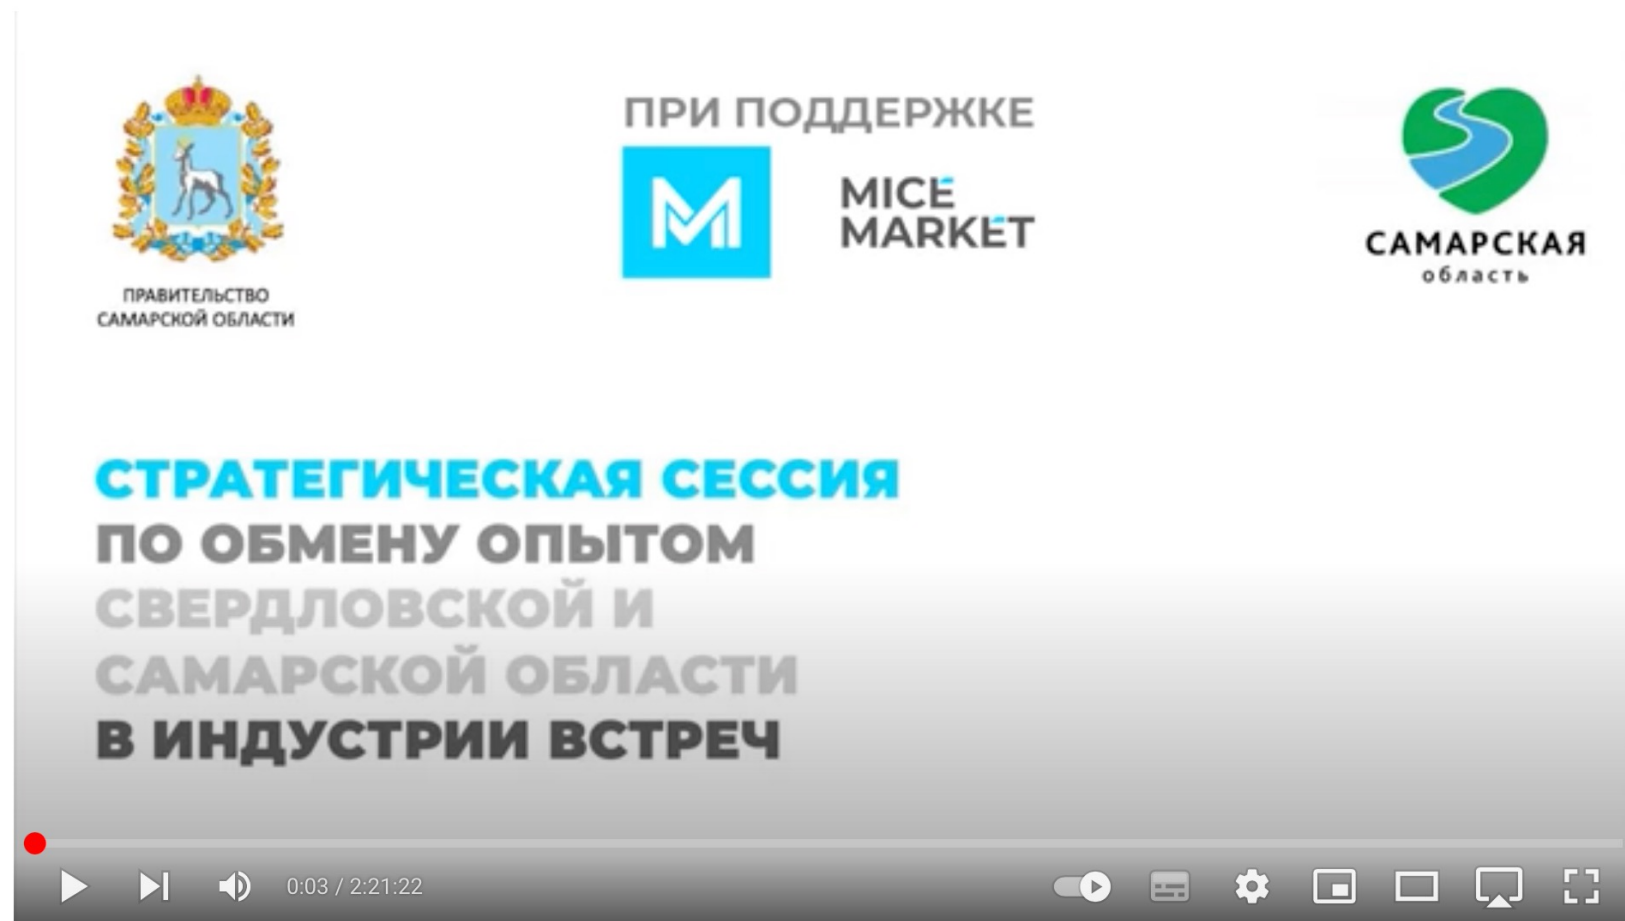 ПРАВИТЕЛЬСТВО
САМАРСКОЙ ОБЛАСТИ
ПРИ ПОДДЕРЖКЕ
MICE
MARKET
САМАРСКАЯ
область
СТРАТЕГИЧЕСКАЯ СЕССИЯ
ПО ОБМЕНУ ОПЫТОМ
СВЕРДЛОВСКОЙ И
САМАРСКОЙ ОБЛАСТИ
В ИНДУСТРИИ ВСТРЕЧ
0:03 / 2:21:22